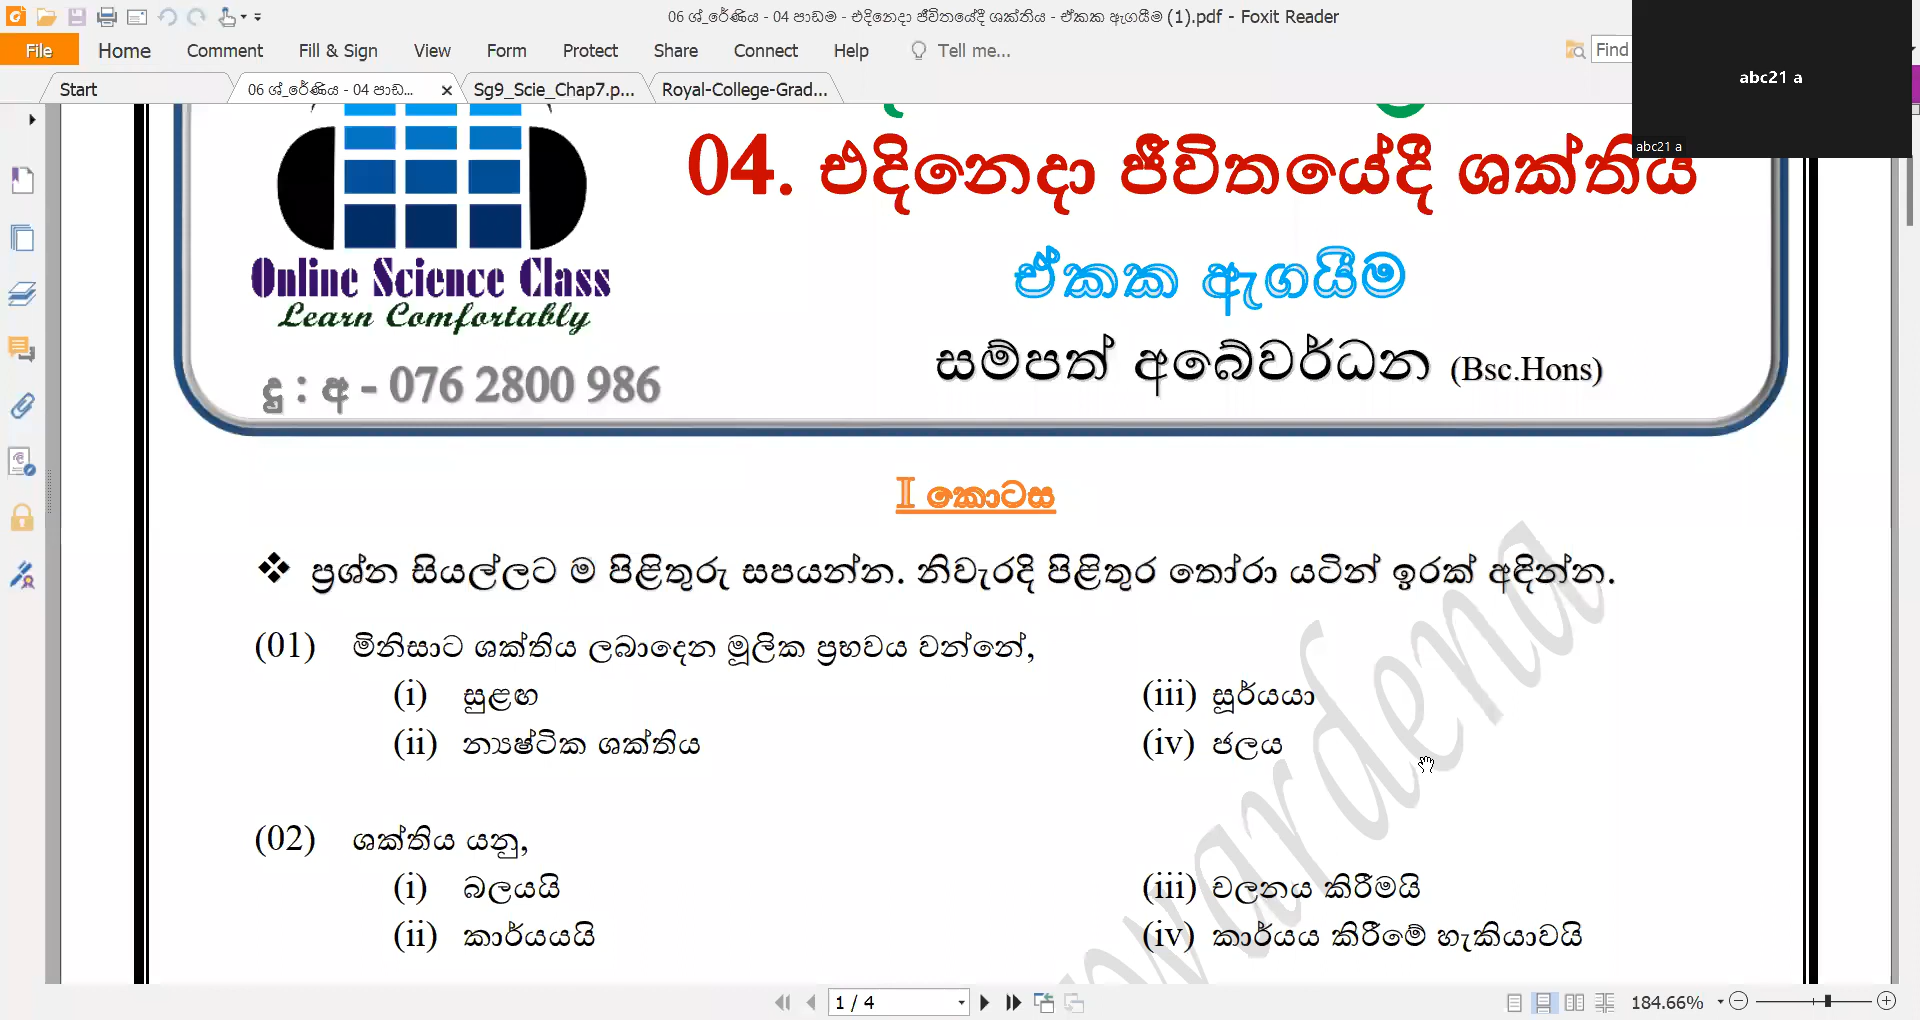 06 ශ්‍රේණිය - 04 පාඩම - එදිනෙදා ජීවිතයේදී ශක්තිය - ඒකක ඇගයීම (1).pdf - Foxit Reader
File Home Comment Fill & Sign View Form Protect Share Connect Help Tell me... Find
Start 06 ශ්‍රේණිය - 04 පාඩ... Sg9_Scie_Chap7.p... Royal-College-Grad...
abc21 a
abc21 a
04. එදිනෙදා ජීවිතයේදී ශක්තිය
Online Science Class
Learn Comfortably
ඒකක ඇගයීම
සම්පත් අබේවර්ධන (Bsc.Hons)
දු : අ - 076 2800 986
I කොටස
❖ ප්‍රශ්න සියල්ලට ම පිළිතුරු සපයන්න. නිවැරදි පිළිතුර තෝරා යටින් ඉරක් අඳින්න.
(01) මිනිසාට ශක්තිය ලබාදෙන මූලික ප්‍රභවය වන්නේ,
(i) සුළඟ (iii) සූර්යයා
(ii) න්‍යෂ්ටික ශක්තිය (iv) ජලය
(02) ශක්තිය යනු,
(i) බලයයි (iii) චලනය කිරීමයි
(ii) කාර්යයයි (iv) කාර්යය කිරීමේ හැකියාවයි
wardena
1 / 4
184.66%